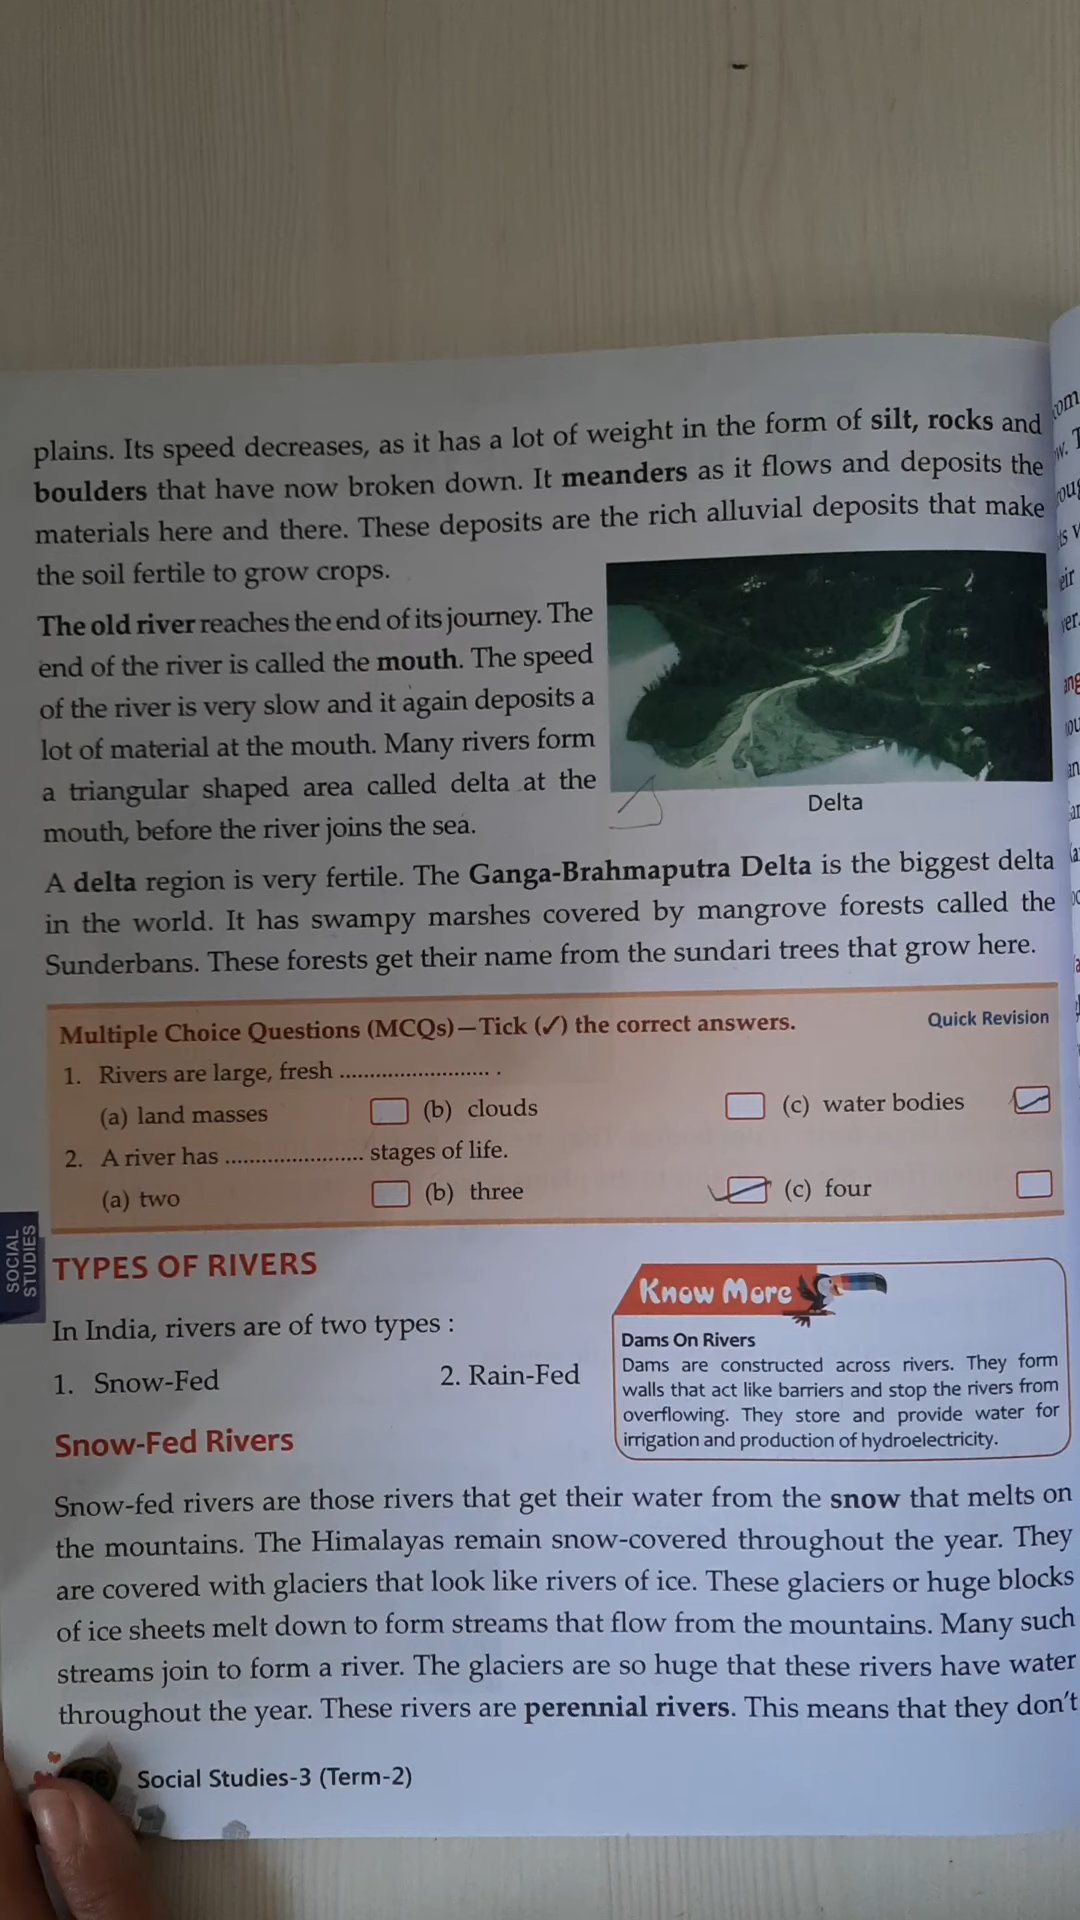 plains. Its speed decreases, as it has a lot of weight in the form of silt, rocks and
boulders that have now broken down. It meanders as it flows and deposits the
materials here and there. These deposits are the rich alluvial deposits that make
the soil fertile to grow crops.
The old river reaches the end of its journey. The
end of the river is called the mouth. The speed
of the river is very slow and it again deposits a
lot of material at the mouth. Many rivers form
a triangular shaped area called delta at the
mouth, before the river joins the sea.
Delta
A delta region is very fertile. The Ganga-Brahmaputra Delta is the biggest delta
in the world. It has swampy marshes covered by mangrove forests called the
Sunderbans. These forests get their name from the sundari trees that grow here.
Multiple Choice Questions (MCQs)—Tick (✓) the correct answers.
Quick Revision
1. Rivers are large, fresh ........................ .
(a) land masses (b) clouds (c) water bodies
2. A river has ...................... stages of life.
(a) two (b) three (c) four
SOCIAL
STUDIES
TYPES OF RIVERS
In India, rivers are of two types :
1. Snow-Fed 2. Rain-Fed
Know More
Dams On Rivers
Dams are constructed across rivers. They form
walls that act like barriers and stop the rivers from
overflowing. They store and provide water for
irrigation and production of hydroelectricity.
Snow-Fed Rivers
Snow-fed rivers are those rivers that get their water from the snow that melts on
the mountains. The Himalayas remain snow-covered throughout the year. They
are covered with glaciers that look like rivers of ice. These glaciers or huge blocks
of ice sheets melt down to form streams that flow from the mountains. Many such
streams join to form a river. The glaciers are so huge that these rivers have water
throughout the year. These rivers are perennial rivers. This means that they don't
Social Studies-3 (Term-2)